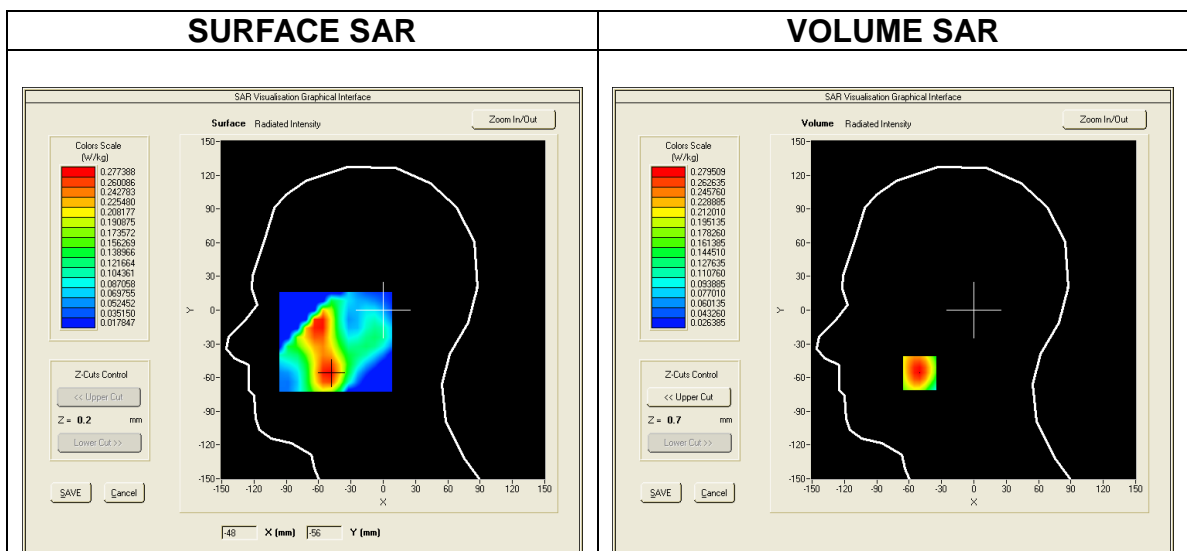 SURFACE SAR
SAR Visualisation Graphical Interface
Surface Radiated Intensity
Zoom In/Out
Colors Scale
(W/kg)
0.277388
0.260086
0.242783
0.225480
0.208177
0.190875
0.173572
0.156269
0.138966
0.121664
0.104361
0.087058
0.069755
0.052452
0.035150
0.017847
Z-Cuts Control
<< Upper Cut
Z = 0.2 mm
Lower Cut >>
SAVE Cancel
150
120
90
60
30
0
-30
-60
-90
-120
-150
Y
-150 -120 -90 -60 -30 0 30 60 90 120 150
X
-48 X (mm) -56 Y (mm)
VOLUME SAR
SAR Visualisation Graphical Interface
Volume Radiated Intensity
Zoom In/Out
Colors Scale
(W/kg)
0.279509
0.262635
0.245760
0.228885
0.212010
0.195135
0.178260
0.161385
0.144510
0.127635
0.110760
0.093885
0.077010
0.060135
0.043260
0.026385
Z-Cuts Control
<< Upper Cut
Z = 0.7 mm
Lower Cut >>
SAVE Cancel
150
120
90
60
30
0
-30
-60
-90
-120
-150
Y
-150 -120 -90 -60 -30 0 30 60 90 120 150
X